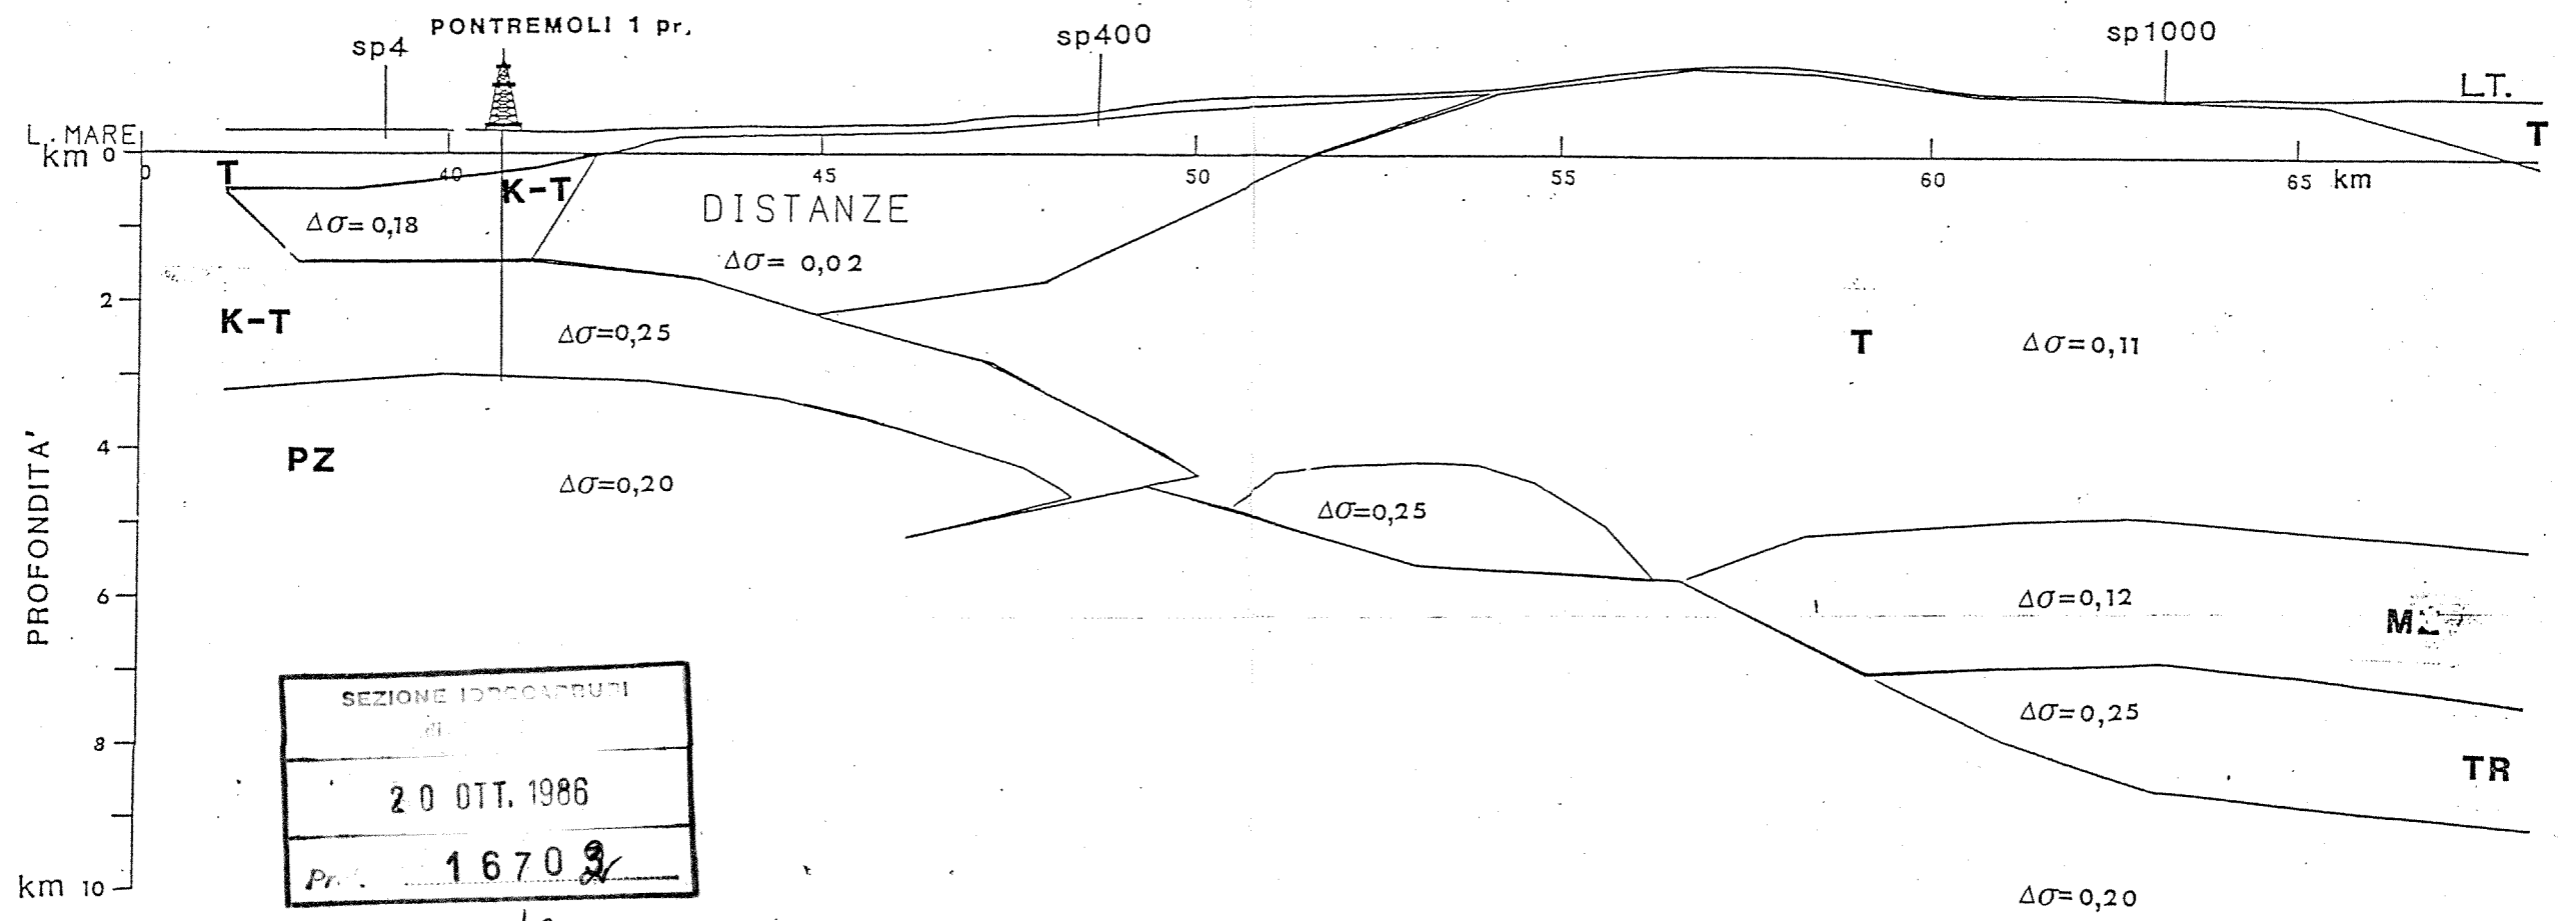 PONTREMOLI 1 pr.
sp4
sp400
sp1000
L.T.
L. MARE
km 0
0
40
45
50
55
km
60
65
T
K-T
T
DISTANZE
Δσ= 0,18
Δσ= 0,02
2
K-T
Δσ=0,25
T
Δσ=0,11
PROFONDITA'
4
PZ
Δσ=0,20
Δσ=0,25
6
Δσ=0,12
8
Δσ=0,25
TR
km 10
Δσ=0,20
SEZIONE
20 OTT. 1986
1670